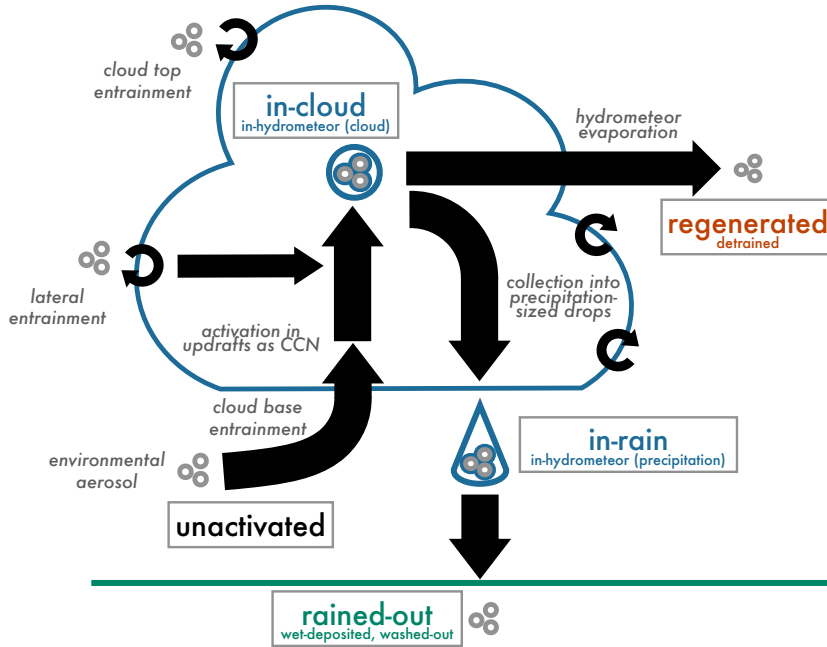 cloud top
entrainment
in-cloud
in-hydrometeor (cloud)
hydrometeor
evaporation
regenerated
detrained
lateral
entrainment
activation in
updrafts as CCN
collection into
precipitation-
sized drops
cloud base
entrainment
environmental
aerosol
unactivated
in-rain
in-hydrometeor (precipitation)
rained-out
wet-deposited, washed-out